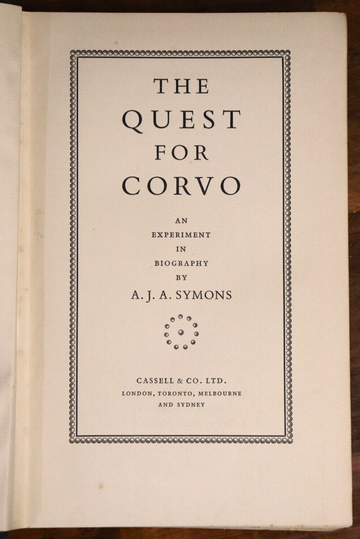 THE
QUEST
FOR
CORVO
AN
EXPERIMENT
IN
BIOGRAPHY
BY
A. J. A. SYMONS
CASSELL & CO. LTD.
LONDON, TORONTO, MELBOURNE
AND SYDNEY